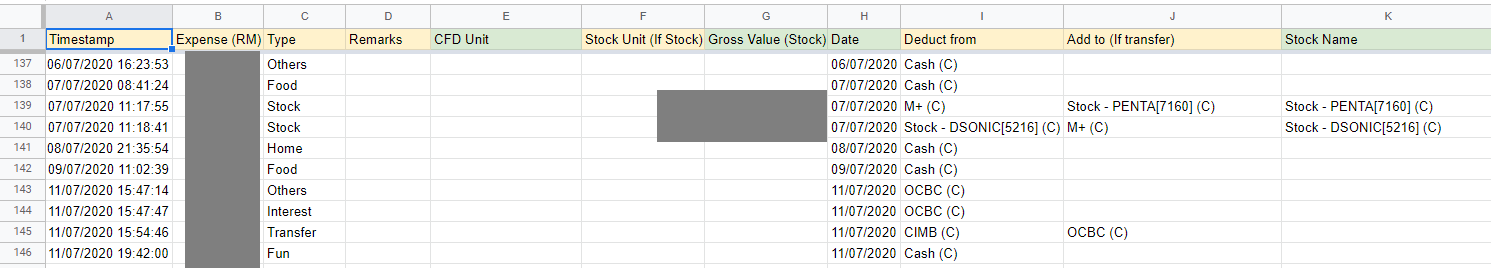 A B C D E F G H I J K
1 Timestamp Expense (RM) Type Remarks CFD Unit Stock Unit (If Stock) Gross Value (Stock) Date Deduct from Add to (If transfer) Stock Name
137 06/07/2020 16:23:53 Others 06/07/2020 Cash (C)
138 07/07/2020 08:41:24 Food 07/07/2020 Cash (C)
139 07/07/2020 11:17:55 Stock 07/07/2020 M+ (C) Stock - PENTA[7160] (C) Stock - PENTA[7160] (C)
140 07/07/2020 11:18:41 Stock 07/07/2020 Stock - DSONIC[5216] (C) M+ (C) Stock - DSONIC[5216] (C)
141 08/07/2020 21:35:54 Home 08/07/2020 Cash (C)
142 09/07/2020 11:02:39 Food 09/07/2020 Cash (C)
143 11/07/2020 15:47:14 Others 11/07/2020 OCBC (C)
144 11/07/2020 15:47:47 Interest 11/07/2020 OCBC (C)
145 11/07/2020 15:54:46 Transfer 11/07/2020 CIMB (C) OCBC (C)
146 11/07/2020 19:42:00 Fun 11/07/2020 Cash (C)